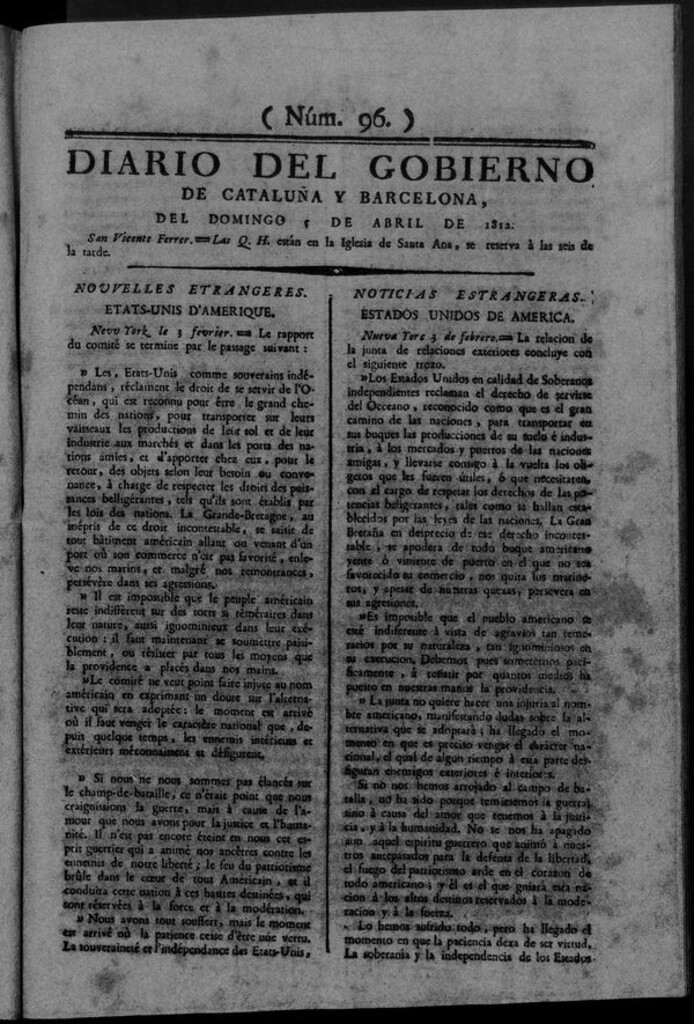 ( Núm. 96. )
DIARIO DEL GOBIERNO
DE CATALUÑA Y BARCELONA,
DEL DOMINGO 5 DE ABRIL DE 1812.
San Vicente Ferrer. = Las Q. H. están en la Iglesia de Santa Ana, se reserva á las seis de
la tarde.
NOUVELLES ETRANGERES.
ETATS-UNIS D'AMERIQUE.
Neuv York, le 3 fevrier. = Le rapport
du comité se termine par le passage suivant :
» Les, Etats-Unis comme souverains indé-
pendans, réclament le droit de se servir de l'O-
céan, qui est reconnu pour être le grand che-
min des nations, pour transporter sur leurs
vaisseaux les productions de leur sol et de leur
industrie aux marchés et dans les ports des na-
tions amies, et d'apporter chez eux, pour le
retour, des objets selon leur besoin ou conve-
nance, à charge de respecter les droits des puis-
sances belligérantes, tels qu'ils sont établis par
les lois des nations. La Grande-Bretagne, au
mépris de ce droit incontestable, se saisit de
tout bâtiment américain allant ou venant d'un
port où son commerce n'est pas favorisé, enle-
ve nos marins, et malgré nos remontrances,
persévère dans ses agressions.
» Il est impossible que le peuple américain
reste indifférent sur des torts si téméraires dans
leur nature, aussi ignominieux dans leur exé-
cution : il faut maintenant se soumettre paisi-
blement, ou résister par tous les moyens que
la providence a placés dans nos mains.
»Le comité ne veut point faire injure au nom
américain en exprimant un doute sur l'alterna-
tive qui sera adoptée : le moment est arrivé
où il faut venger le caractère national que, de-
puis quelque temps, les ennemis intérieurs et
extérieurs méconnaissent et défigurent.
» Si nous ne nous sommes pas élancés sur
le champ-de-bataille, ce n'était point que nous
craignissions la guerre, mais à cause de l'a-
mour que nous avons pour la justice et l'huma-
nité. Il n'est pas encore éteint en nous cet es-
prit guerrier qui a animé nos ancêtres contre les
ennemis de notre liberté ; le feu du patriotisme
brûle dans le cœur de tout Américain, et il
conduira cette nation à ces hautes destinées, qui
sont réservées à la force et à la modération.
» Nous avons tout souffert, mais le moment
est arrivé où la patience cesse d'être une vertu.
La souveraineté et l'indépendance des Etats-Unis,
NOTICIAS ESTRANGERAS.
ESTADOS UNIDOS DE AMERICA.
Nueva Yorc 3 de febrero. = La relacion de
la junta de relaciones exteriores concluye con
el siguiente trozo.
»Los Estados Unidos en calidad de Soberanos
independientes reclaman el derecho de servirse
del Occeano, reconocido como que es el gran
camino de las naciones, para transportar en
sus buques las producciones de su suelo é indus-
tria, á los mercados y puertos de las naciones
amigas, y llevarse consigo à la vuelta los ob-
getos que les fueren útiles, ó que necesitaren,
con el cargo de respetar los derechos de las po-
tencias beligerantes, tales como se hallan esta-
blecidos por las leyes de las naciones. La Gran
Bretaña en desprecio de ese derecho incontes-
table, se apodera de todo buque americano
yente ó viniente de puerto en el que no sea
favorecido su comercio, nos quita los marine-
ros, y apesar de nuestras quexas, persevera en
sus agresiones.
»Es imposible que el pueblo americano se
esté indiferente à vista de agravios tan teme-
rarios por su naturaleza, tan ignominiosos en
su execucion. Debemos pues someternos pacì-
ficamente, ó resistir por quantos medios ha
puesto en nuestras manos la providencia.
» La junta no quiere hacer una injuria al nom-
bre americano, manifestando dudas sobre la al-
ternativa que se adoptará ; ha llegado el mo-
mento en que es preciso vengar el carácter na-
cional, el qual de algun tiempo à esta parte des-
figuran enemigos exteriores é interiores.
Si no nos hemos arrojado al campo de ba-
talla, no ha sido porque temiesemos la guerra,
sino à causa del amor que tenemos à la justi-
cia, y à la humanidad. No se nos ha apagado
aun aquel espiritu guerrero que animó à nues-
tros antepasados para la defensa de la libertad,
el fuego del patriotismo arde en el corazon de
todo americano ; y él es el que guiará esta na-
cion à los altos destinos reservados à la mode-
racion y à la fuerza.
Lo hemos sufrido todo, pero ha llegado el
momento en que la paciencia dexa de ser virtud.
La soberania y la independencia de los Estados-